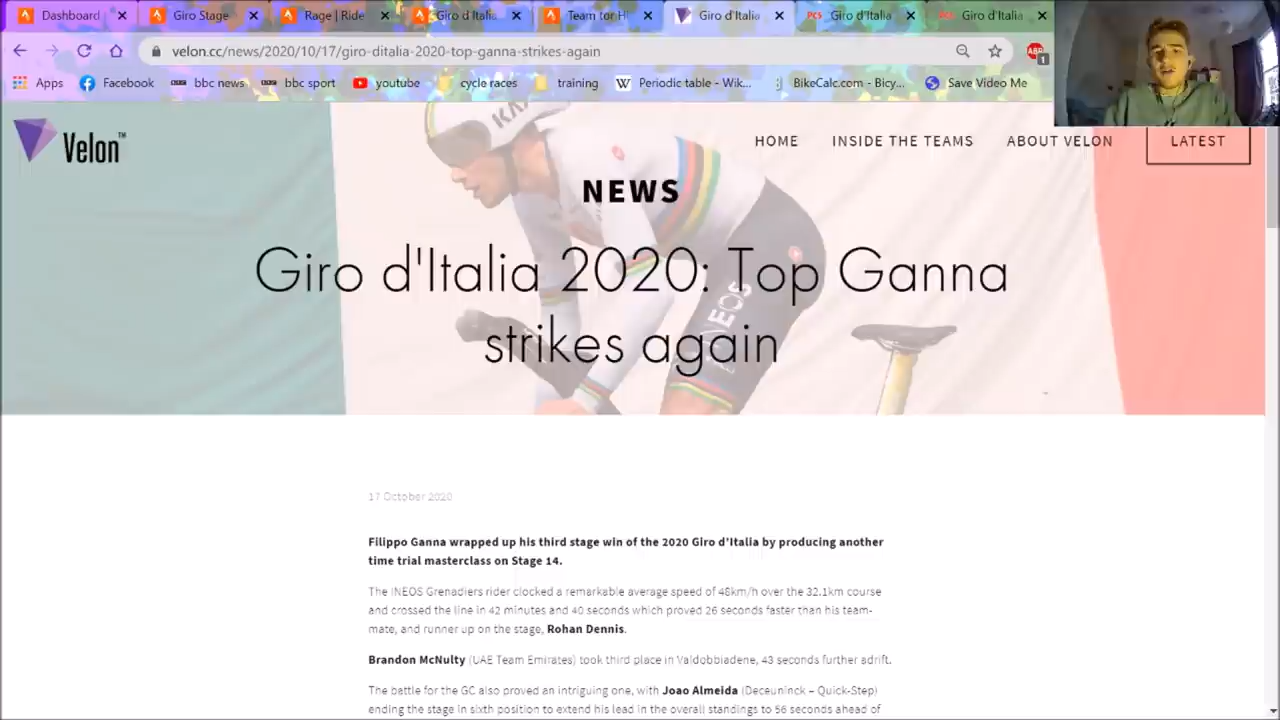 Dashboard
Giro Stage
Rage | Ride
Giro d'Italia
Team for H
Giro d'Italia
PCS Giro d'Italia
PCS Giro d'Italia
velon.cc/news/2020/10/17/giro-ditalia-2020-top-ganna-strikes-again
ABP
1
Apps
Facebook
BBC bbc news
BBC bbc sport
youtube
cycle races
training
W Periodic table - Wik...
BikeCalc.com - Bicy...
Save Video Me
Velon™
HOME
INSIDE THE TEAMS
ABOUT VELON
LATEST
NEWS
Giro d'Italia 2020: Top Ganna
strikes again
INEOS
17 October 2020
Filippo Ganna wrapped up his third stage win of the 2020 Giro d'Italia by producing another
time trial masterclass on Stage 14.
The INEOS Grenadiers rider clocked a remarkable average speed of 48km/h over the 32.1km course
and crossed the line in 42 minutes and 40 seconds which proved 26 seconds faster than his team-
mate, and runner up on the stage, Rohan Dennis.
Brandon McNulty (UAE Team Emirates) took third place in Valdobbiadene, 43 seconds further adrift.
The battle for the GC also proved an intriguing one, with Joao Almeida (Deceuninck – Quick-Step)
ending the stage in sixth position to extend his lead in the overall standings to 56 seconds ahead of